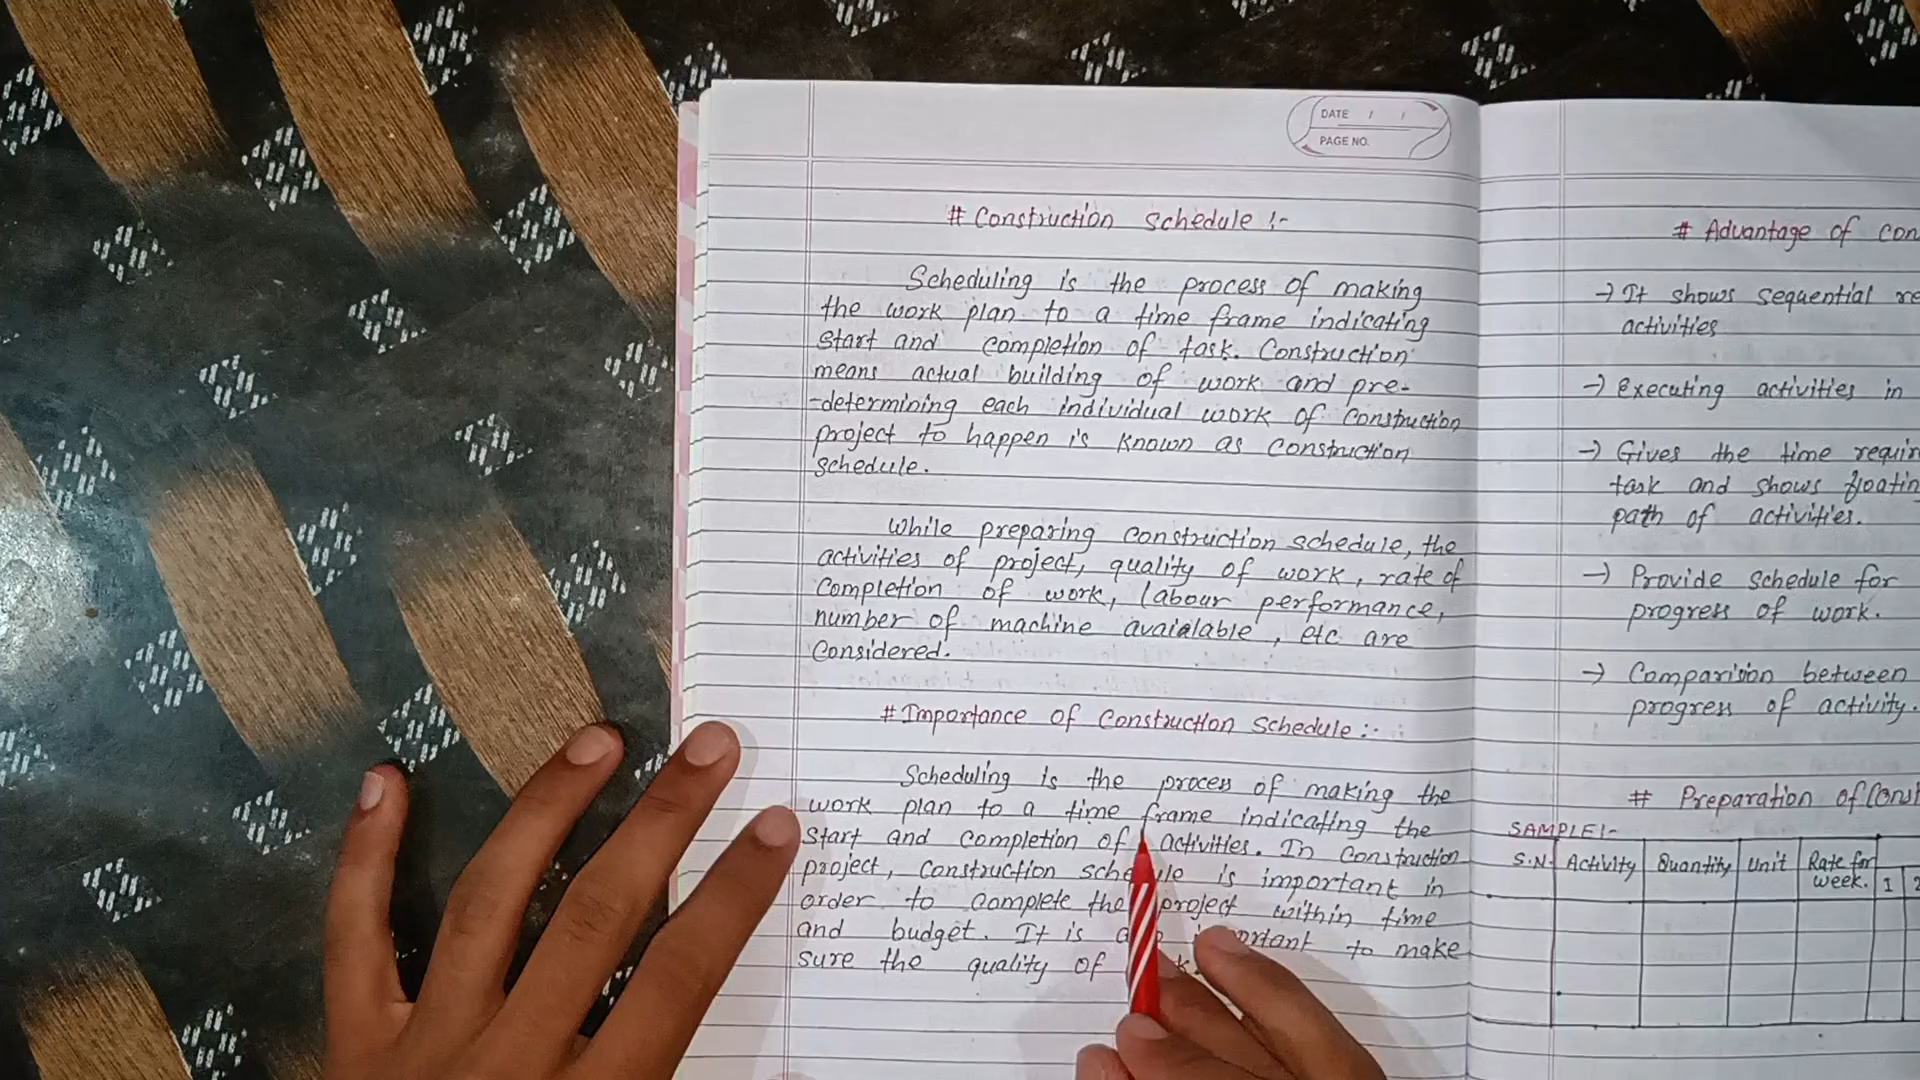 DATE / /
PAGE NO.
# Construction Schedule :-
Scheduling is the process of making
the work plan to a time frame indicating
start and completion of task. Construction
means actual building of work and pre-
-determining each individual work of construction
project to happen is known as construction
schedule.
While preparing construction schedule, the
activities of project, quality of work, rate of
completion of work, labour performance,
number of machine avaialable, etc are
considered.
# Importance of Construction Schedule :-
Scheduling is the process of making the
work plan to a time frame indicating the
start and completion of activities. In construction
project, construction schedule is important in
order to complete the project within time
and budget. It is important to make
sure the quality of
# Advantage of
→ It shows sequential
activities
→ Executing activities in
→ Gives the time
task and shows
path of activities.
→ Provide schedule for
progress of work.
→ Comparision between
progress of activity.
# Preparation of
SAMPLE:-
S.N. Activity Quantity Unit Rate for week. 1 2